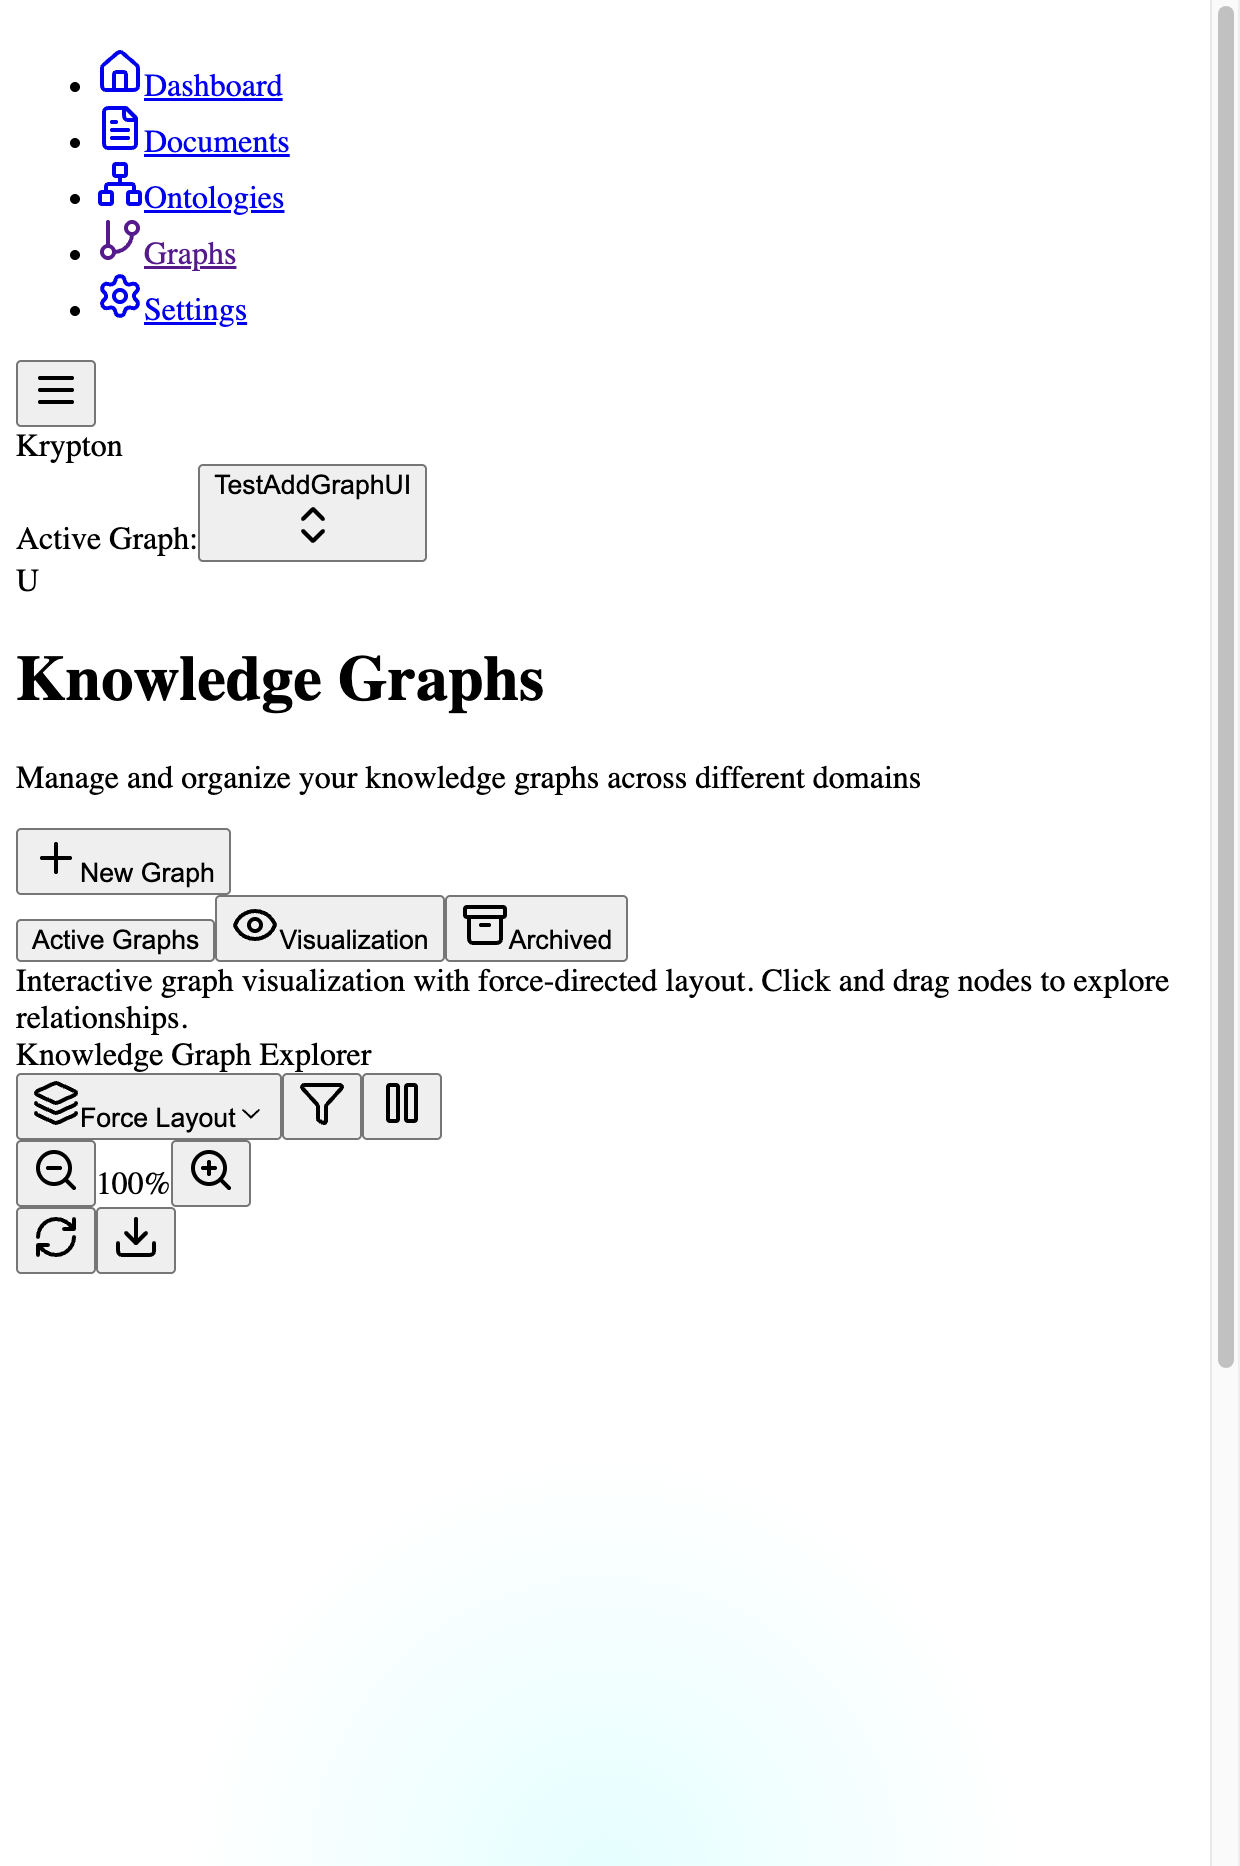 Dashboard
Documents
Ontologies
Graphs
Settings
Krypton
TestAddGraphUI
Active Graph:
U
Knowledge Graphs
Manage and organize your knowledge graphs across different domains
New Graph
Active Graphs Visualization Archived
Interactive graph visualization with force-directed layout. Click and drag nodes to explore
relationships.
Knowledge Graph Explorer
Force Layout
100%